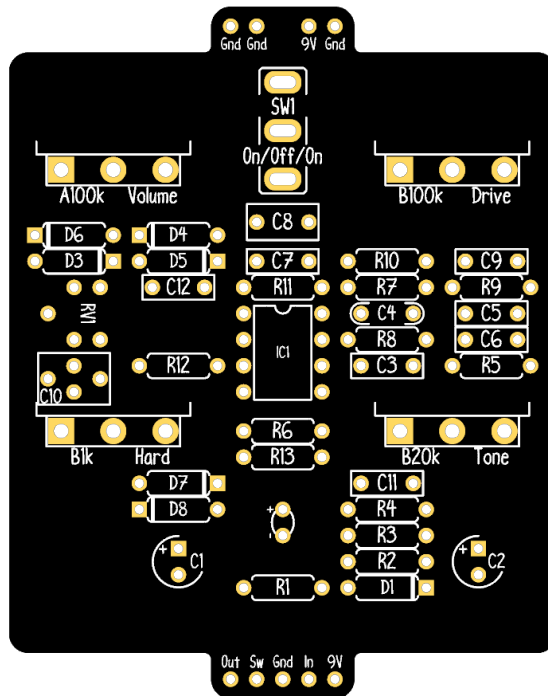 Gnd Gnd 9V Gnd
SW1
On/Off/On
A100k Volume B100k Drive
D6 D4 C8
D3 D5 C7 R10 C9
C12 R11 R7 R9
RV1 C4 C5
IC1 R8 C6
C10 R12 C3 R5
B1k Hard R6 B20k Tone
R13
D7 C11
D8 + R4
- R3
+ C1 R2 + C2
R1 D1
Out Sw Gnd In 9V